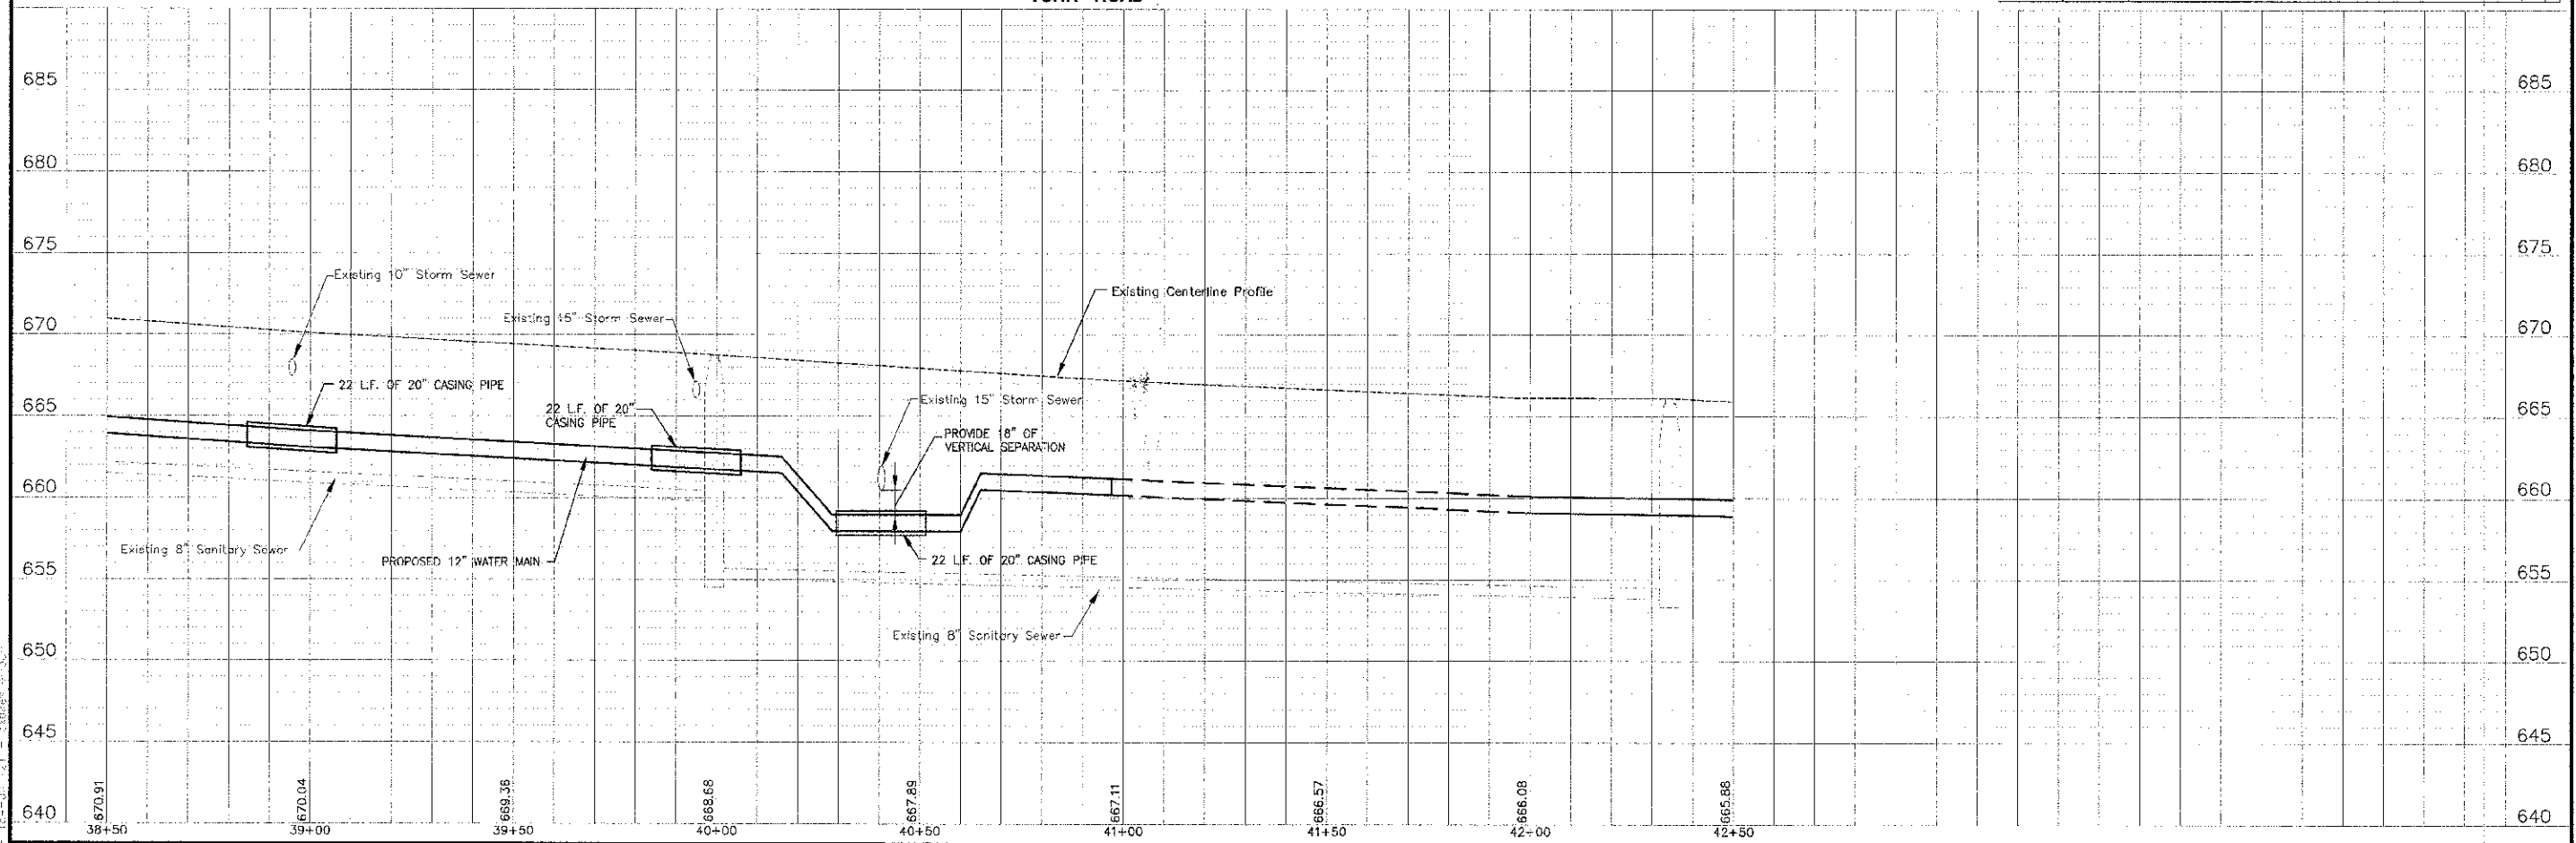 YORK ROAD
685 685
680 680
675 675
Existing 10" Storm Sewer
Existing Centerline Profile
Existing 15" Storm Sewer
670 670
22 L.F. OF 20" CASING PIPE
22 L.F. OF 20"
CASING PIPE
Existing 15" Storm Sewer
665 665
PROVIDE 18" OF
VERTICAL SEPARATION
660 660
Existing 8" Sanitary Sewer
PROPOSED 12" WATER MAIN
22 L.F. OF 20" CASING PIPE
655 655
Existing 8" Sanitary Sewer
650 650
645 645
670.91 670.04 669.36 668.68 667.89 667.11 666.57 666.08 665.88
640 640
38+50 39+00 39+50 40+00 40+50 41+00 41+50 42+00 42+50